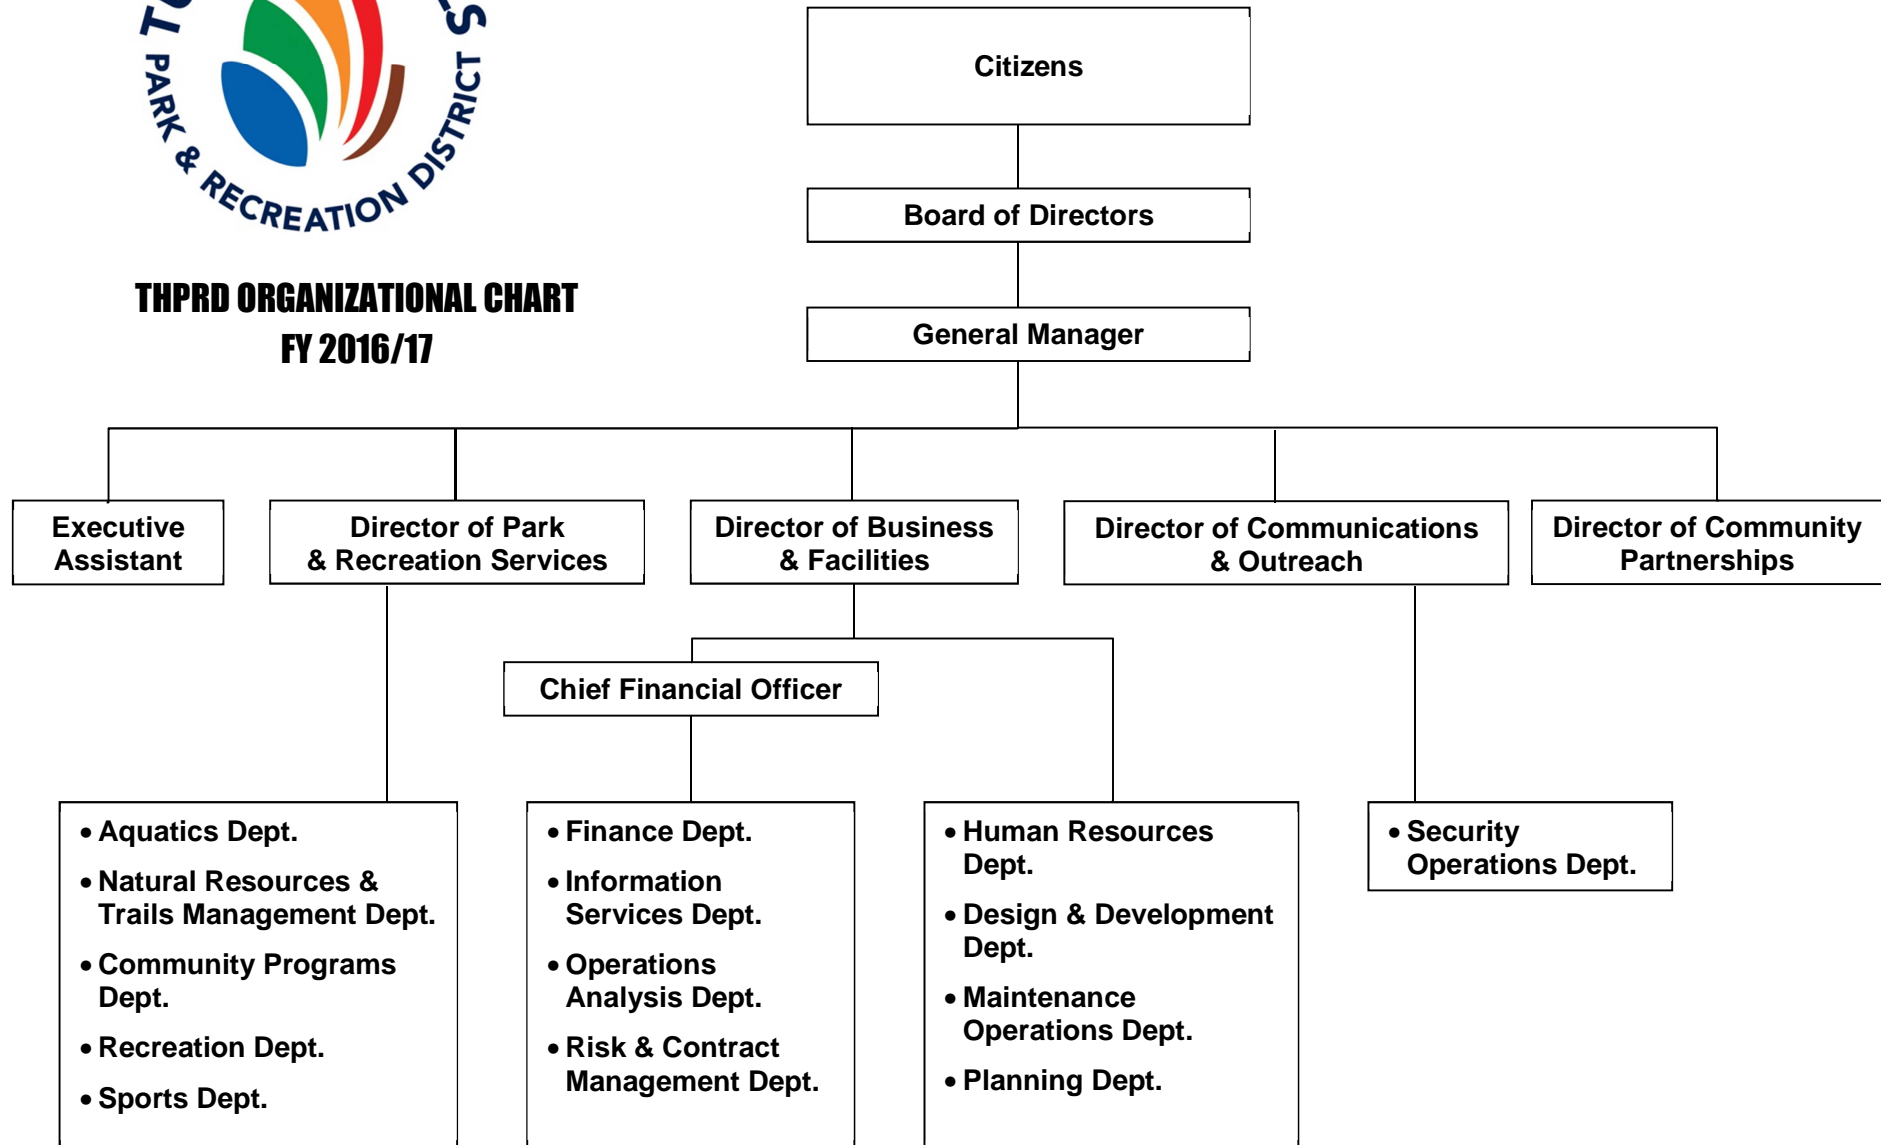 PARK & RECREATION DISTRICT
THPRD ORGANIZATIONAL CHART
FY 2016/17
Citizens
Board of Directors
General Manager
Executive
Assistant
Director of Park
& Recreation Services
Director of Business
& Facilities
Director of Communications
& Outreach
Director of Community
Partnerships
Chief Financial Officer
• Aquatics Dept.
• Natural Resources &
Trails Management Dept.
• Community Programs
Dept.
• Recreation Dept.
• Sports Dept.
• Finance Dept.
• Information
Services Dept.
• Operations
Analysis Dept.
• Risk & Contract
Management Dept.
• Human Resources
Dept.
• Design & Development
Dept.
• Maintenance
Operations Dept.
• Planning Dept.
• Security
Operations Dept.